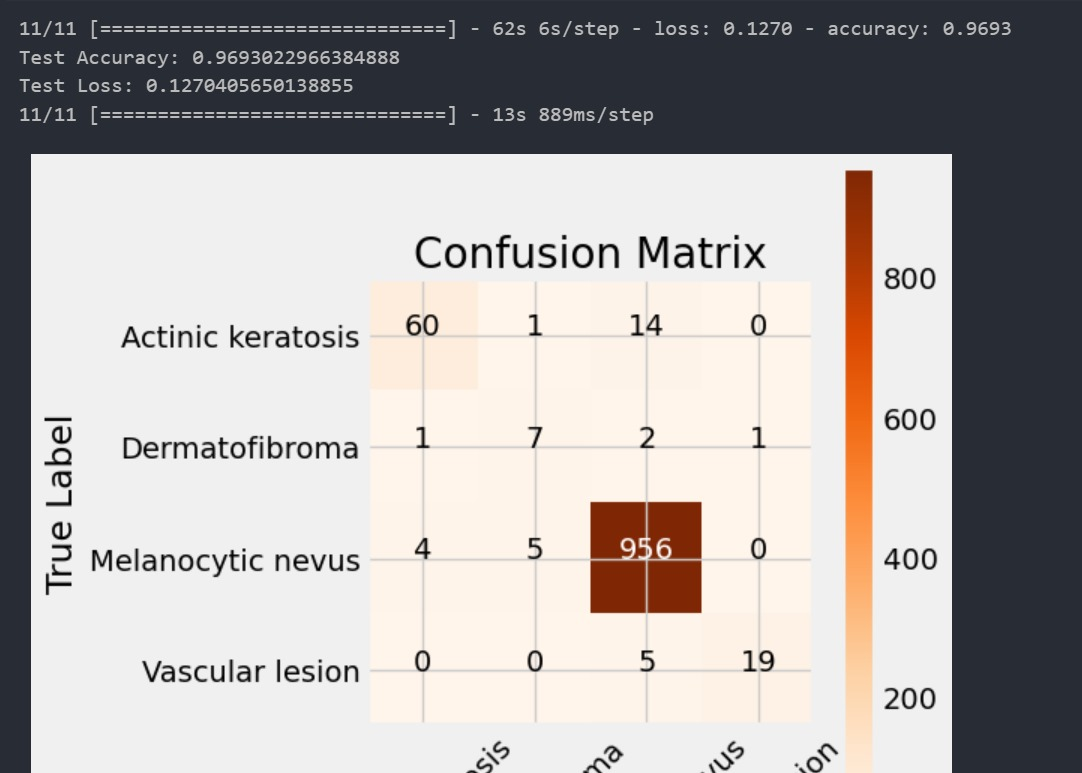 11/11 [==============================] - 62s 6s/step - loss: 0.1270 - accuracy: 0.9693
Test Accuracy: 0.9693022966384888
Test Loss: 0.1270405650138855
11/11 [==============================] - 13s 889ms/step
Confusion Matrix
800
600
400
200
True Label
Actinic keratosis 60 1 14 0
Dermatofibroma 1 7 2 1
Melanocytic nevus 4 5 956 0
Vascular lesion 0 0 5 19